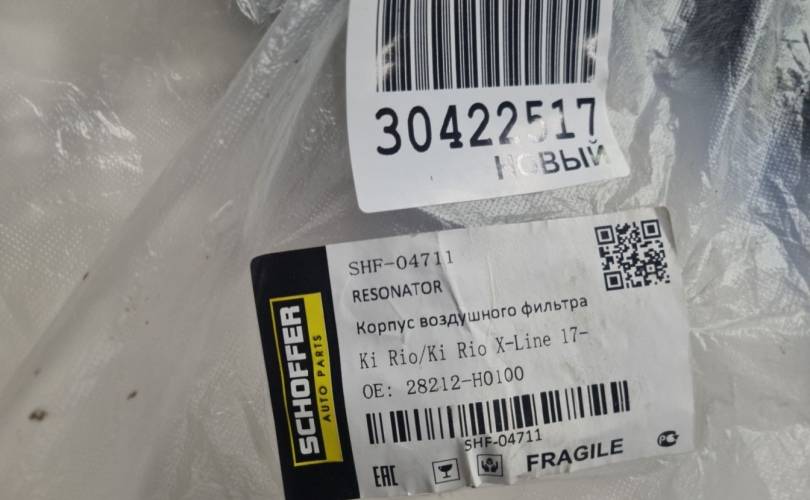 30422517
НОВЫЙ
SHF-04711
RESONATOR
Корпус воздушного фильтра
Ki Rio/Ki Rio X-Line 17-
OE: 28212-H0100
SHF-04711
EAC
FRAGILE
РС
SCHOFFER
AUTO PARTS